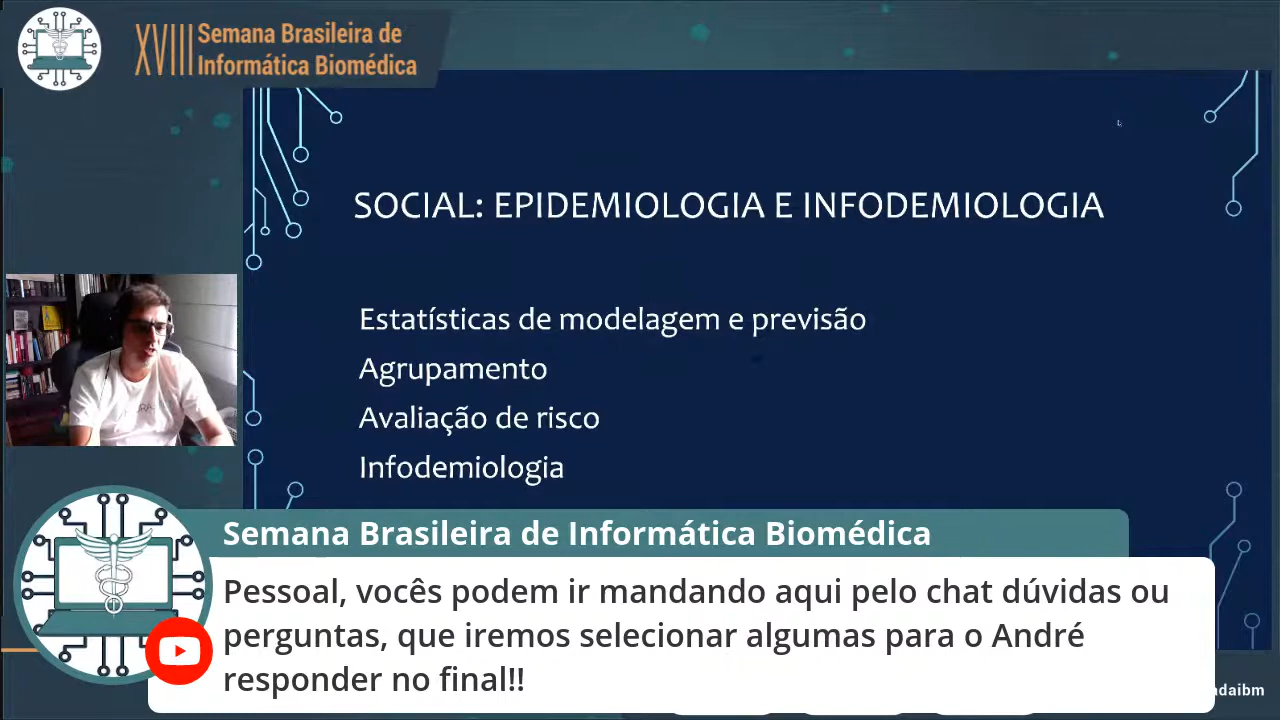 XVIII Semana Brasileira de
Informática Biomédica
SOCIAL: EPIDEMIOLOGIA E INFODEMIOLOGIA
Estatísticas de modelagem e previsão
Agrupamento
Avaliação de risco
Infodemiologia
Semana Brasileira de Informática Biomédica
Pessoal, vocês podem ir mandando aqui pelo chat dúvidas ou
perguntas, que iremos selecionar algumas para o André
responder no final!!